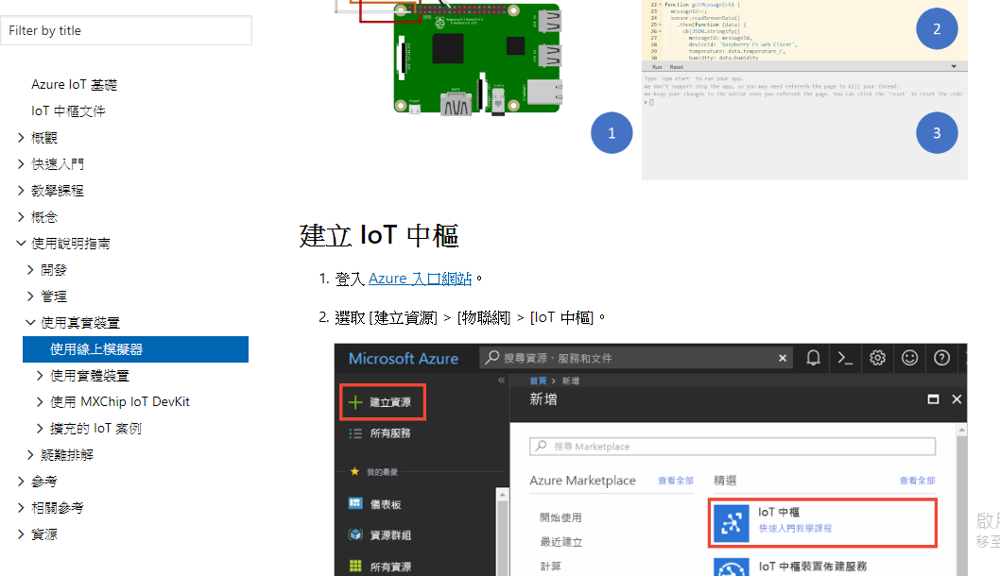 Filter by title
Azure IoT 基礎
IoT 中樞文件
概觀
快速入門
教學課程
概念
使用說明指南
開發
管理
使用真實裝置
使用線上模擬器
使用實體裝置
使用 MXChip IoT DevKit
擴充的 IoT 案例
疑難排解
參考
相關參考
資源
1
22 function getMessage(cb) {
23 messageId++;
24 sensor.readSensorData()
25 .then(function (data) {
26 cb(JSON.stringify({
27 messageId: messageId,
28 deviceId: 'Raspberry Pi Web Client',
29 temperature: data.temperature_C,
30 humidity: data.humidity
2
Run Reset
Type 'npm start' to run your app.
We don't support stop the app, so you may need referesh the page to kill your thread.
We keep your changes to the editor even you referesh the page. You can click the 'reset' to reset the code
>
3
建立 IoT 中樞
1. 登入 Azure 入口網站。
2. 選取 [建立資源] > [物聯網] > [IoT 中樞]。
Microsoft Azure
搜尋資源、服務和文件
首頁 > 新增
新增
建立資源
所有服務
我的最愛
儀表板
資源群組
所有資源
搜尋 Marketplace
Azure Marketplace 查看全部
精選 查看全部
開始使用
最近建立
計算
IoT 中樞
快速入門教學課程
IoT 中樞裝置佈建服務
移至